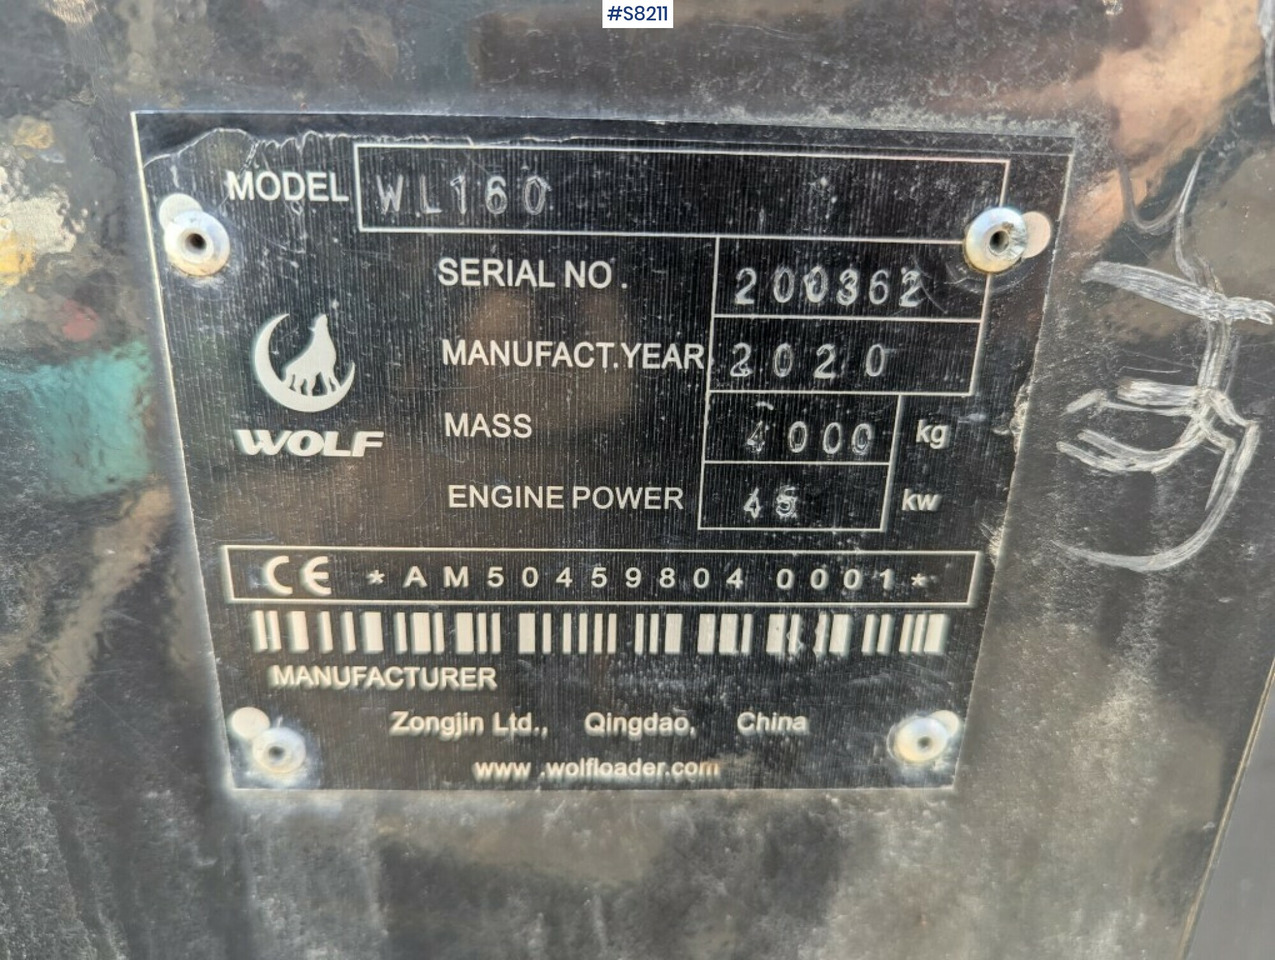 #S8211
MODEL WL160
SERIAL NO. 200362
MANUFACT.YEAR 2020
MASS 4000 kg
WOLF
ENGINE POWER 45 kw
CE *AM50459804 0001*
MANUFACTURER
Zongjin Ltd., Qingdao, China
www.wolfloader.com